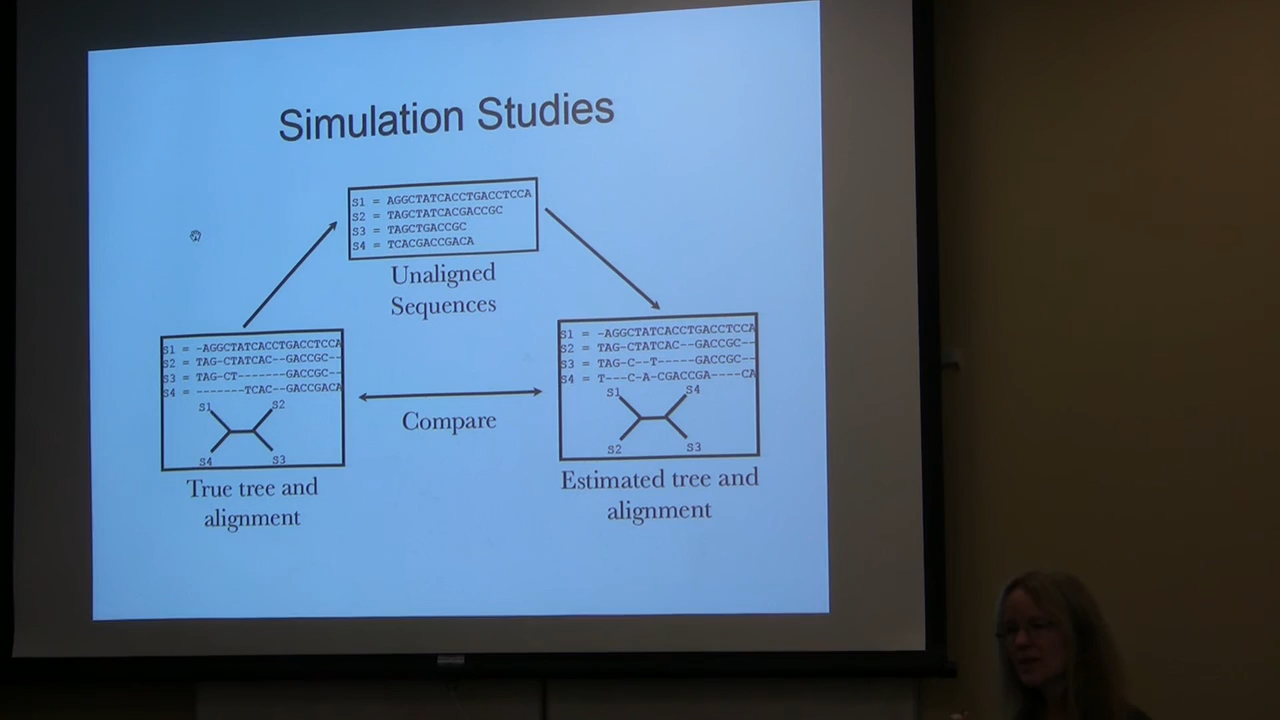 Simulation Studies
S1 = AGGCTATCACCTGACCTCCA
S2 = TAGCTATCACGACCGC
S3 = TAGCTGACCGC
S4 = TCACGACCGACA
Unaligned
Sequences
S1 = -AGGCTATCACCTGACCTCCA
S2 = TAG-CTATCAC--GACCGC--
S3 = TAG-CT-------GACCGC--
S4 = -------TCAC--GACCGACA
S1 S2
S4 S3
True tree and
alignment
Compare
S1 = -AGGCTATCACCTGACCTCCA
S2 = TAG-CTATCAC--GACCGC--
S3 = TAG-C--T-----GACCGC--
S4 = T---C-A-CGACCGA----CA
S1 S4
S2 S3
Estimated tree and
alignment